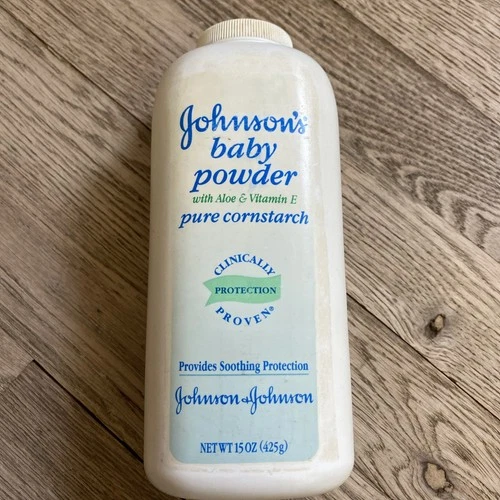 Johnson's
baby
powder
with Aloe & Vitamin E
pure cornstarch
CLINICALLY
PROTECTION
PROVEN®
Provides Soothing Protection
Johnson & Johnson
NET WT 15 OZ (425g)